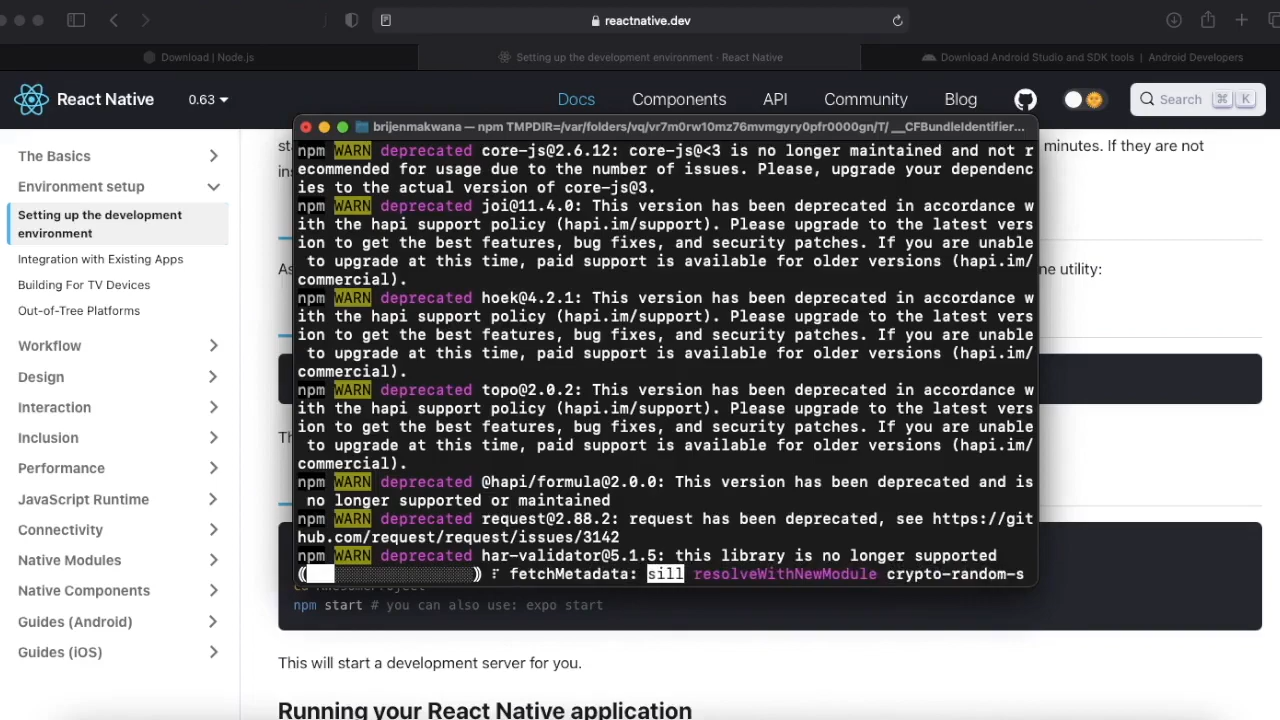 reactnative.dev
Download | Node.js
Setting up the development environment · React Native
Download Android Studio and SDK tools | Android Developers
React Native
0.63
Docs
Components
API
Community
Blog
Search
⌘
K
The Basics
Environment setup
Setting up the development
environment
Integration with Existing Apps
Building For TV Devices
Out-of-Tree Platforms
Workflow
Design
Interaction
Inclusion
Performance
JavaScript Runtime
Connectivity
Native Modules
Native Components
Guides (Android)
Guides (iOS)
minutes. If they are not
ne utility:
brijenmakwana — npm TMPDIR=/var/folders/vq/vr7m0rw10mz76mvmgyry0pfr0000gn/T/ __CFBundleIdentifier...
npm WARN deprecated core-js@2.6.12: core-js@<3 is no longer maintained and not r
ecommended for usage due to the number of issues. Please, upgrade your dependenc
ies to the actual version of core-js@3.
npm WARN deprecated joi@11.4.0: This version has been deprecated in accordance w
ith the hapi support policy (hapi.im/support). Please upgrade to the latest vers
ion to get the best features, bug fixes, and security patches. If you are unable
to upgrade at this time, paid support is available for older versions (hapi.im/
commercial).
npm WARN deprecated hoek@4.2.1: This version has been deprecated in accordance w
ith the hapi support policy (hapi.im/support). Please upgrade to the latest vers
ion to get the best features, bug fixes, and security patches. If you are unable
to upgrade at this time, paid support is available for older versions (hapi.im/
commercial).
npm WARN deprecated topo@2.0.2: This version has been deprecated in accordance w
ith the hapi support policy (hapi.im/support). Please upgrade to the latest vers
ion to get the best features, bug fixes, and security patches. If you are unable
to upgrade at this time, paid support is available for older versions (hapi.im/
commercial).
npm WARN deprecated @hapi/formula@2.0.0: This version has been deprecated and is
no longer supported or maintained
npm WARN deprecated request@2.88.2: request has been deprecated, see https://git
hub.com/request/request/issues/3142
npm WARN deprecated har-validator@5.1.5: this library is no longer supported
fetchMetadata: sill resolveWithNewModule crypto-random-s
npm start # you can also use: expo start
This will start a development server for you.
Running your React Native application